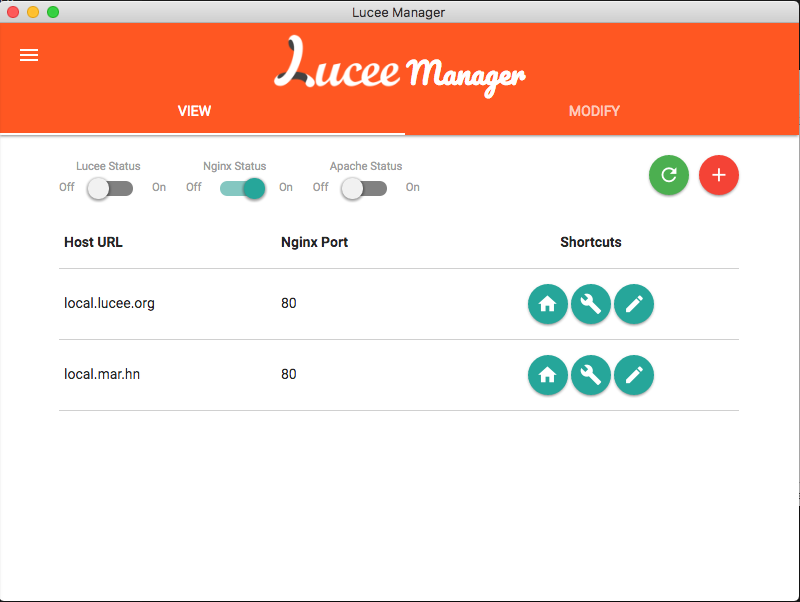 Lucee Manager
Lucee Manager
VIEW MODIFY
Lucee Status Nginx Status Apache Status
Off On Off On Off On
Host URL Nginx Port Shortcuts
local.lucee.org 80
local.mar.hn 80